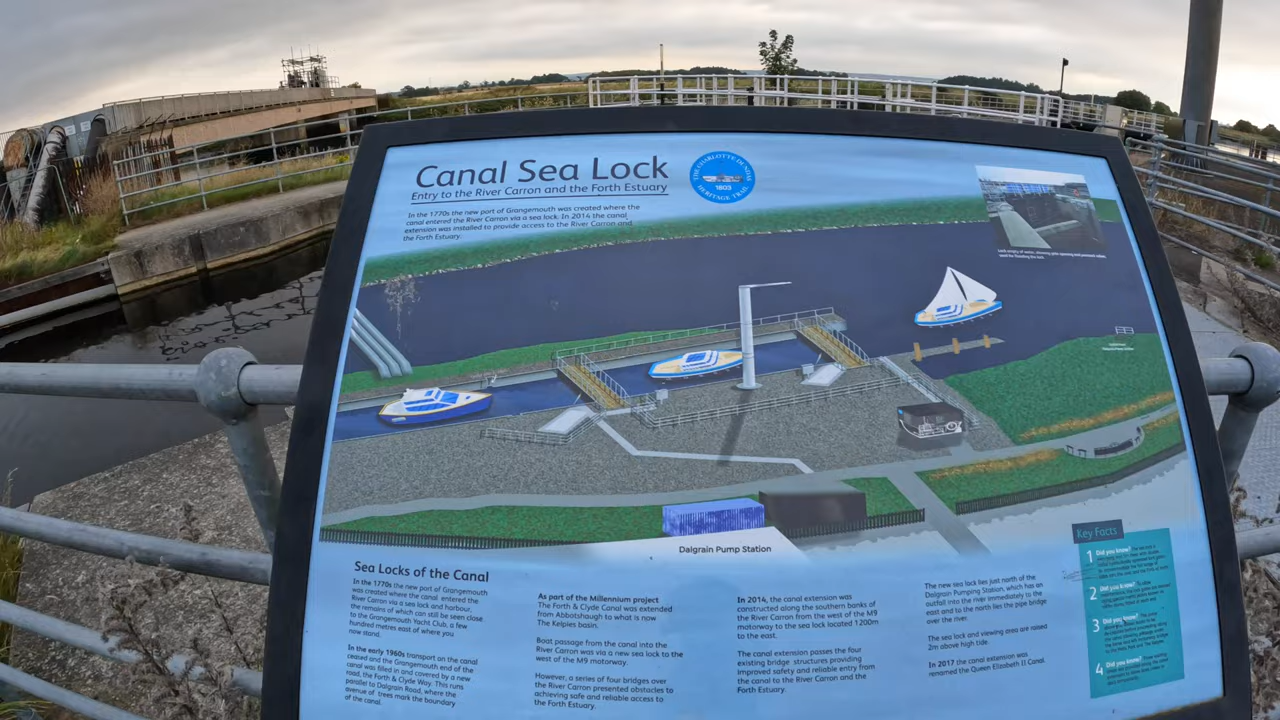 Canal Sea Lock
Entry to the River Carron and the Forth Estuary
THE CHARLOTTE DUNDAS
1803
HERITAGE TRAIL
In the 1770s the new port of Grangemouth was created where the
canal entered the River Carron via a sea lock. In 2014 the canal
extension was installed to provide access to the River Carron and
the Forth Estuary.
Dalgrain Pump Station
Sea Locks of the Canal
In the 1770s the new port of Grangemouth
was created where the canal entered the
River Carron via a sea lock and harbour,
the remains of which can still be seen close
to the Grangemouth Yacht Club, a few
hundred metres east of where you
now stand.
In the early 1960s transport on the canal
ceased and the Grangemouth end of the
canal was filled in and covered by a new
road, the Forth & Clyde Way. This runs
parallel to Dalgrain Road, where the
avenue of trees mark the boundary
of the canal.
As part of the Millennium project
The Forth & Clyde Canal was extended
from Abbotshaugh to what is now
The Kelpies basin.
Boat passage from the canal into the
River Carron was via a new sea lock to the
west of the M9 motorway.
However, a series of four bridges over
the River Carron presented obstacles to
achieving safe and reliable access to
the Forth Estuary.
In 2014, the canal extension was
constructed along the southern banks of
the River Carron from the west of the M9
motorway to the sea lock located 1200m
to the east.
The canal extension passes the four
existing bridge structures providing
improved safety and reliable entry from
the canal to the River Carron and the
Forth Estuary.
The new sea lock lies just north of the
Dalgrain Pumping Station, which has an
outfall into the river immediately to the
east and to the north lies the pipe bridge
over the river.
The sea lock and viewing area are raised
2m above high tide.
In 2017 the canal extension was
renamed the Queen Elizabeth II Canal.
Key Facts
1 Did you know?
2 Did you know?
3 Did you know?
4 Did you know?